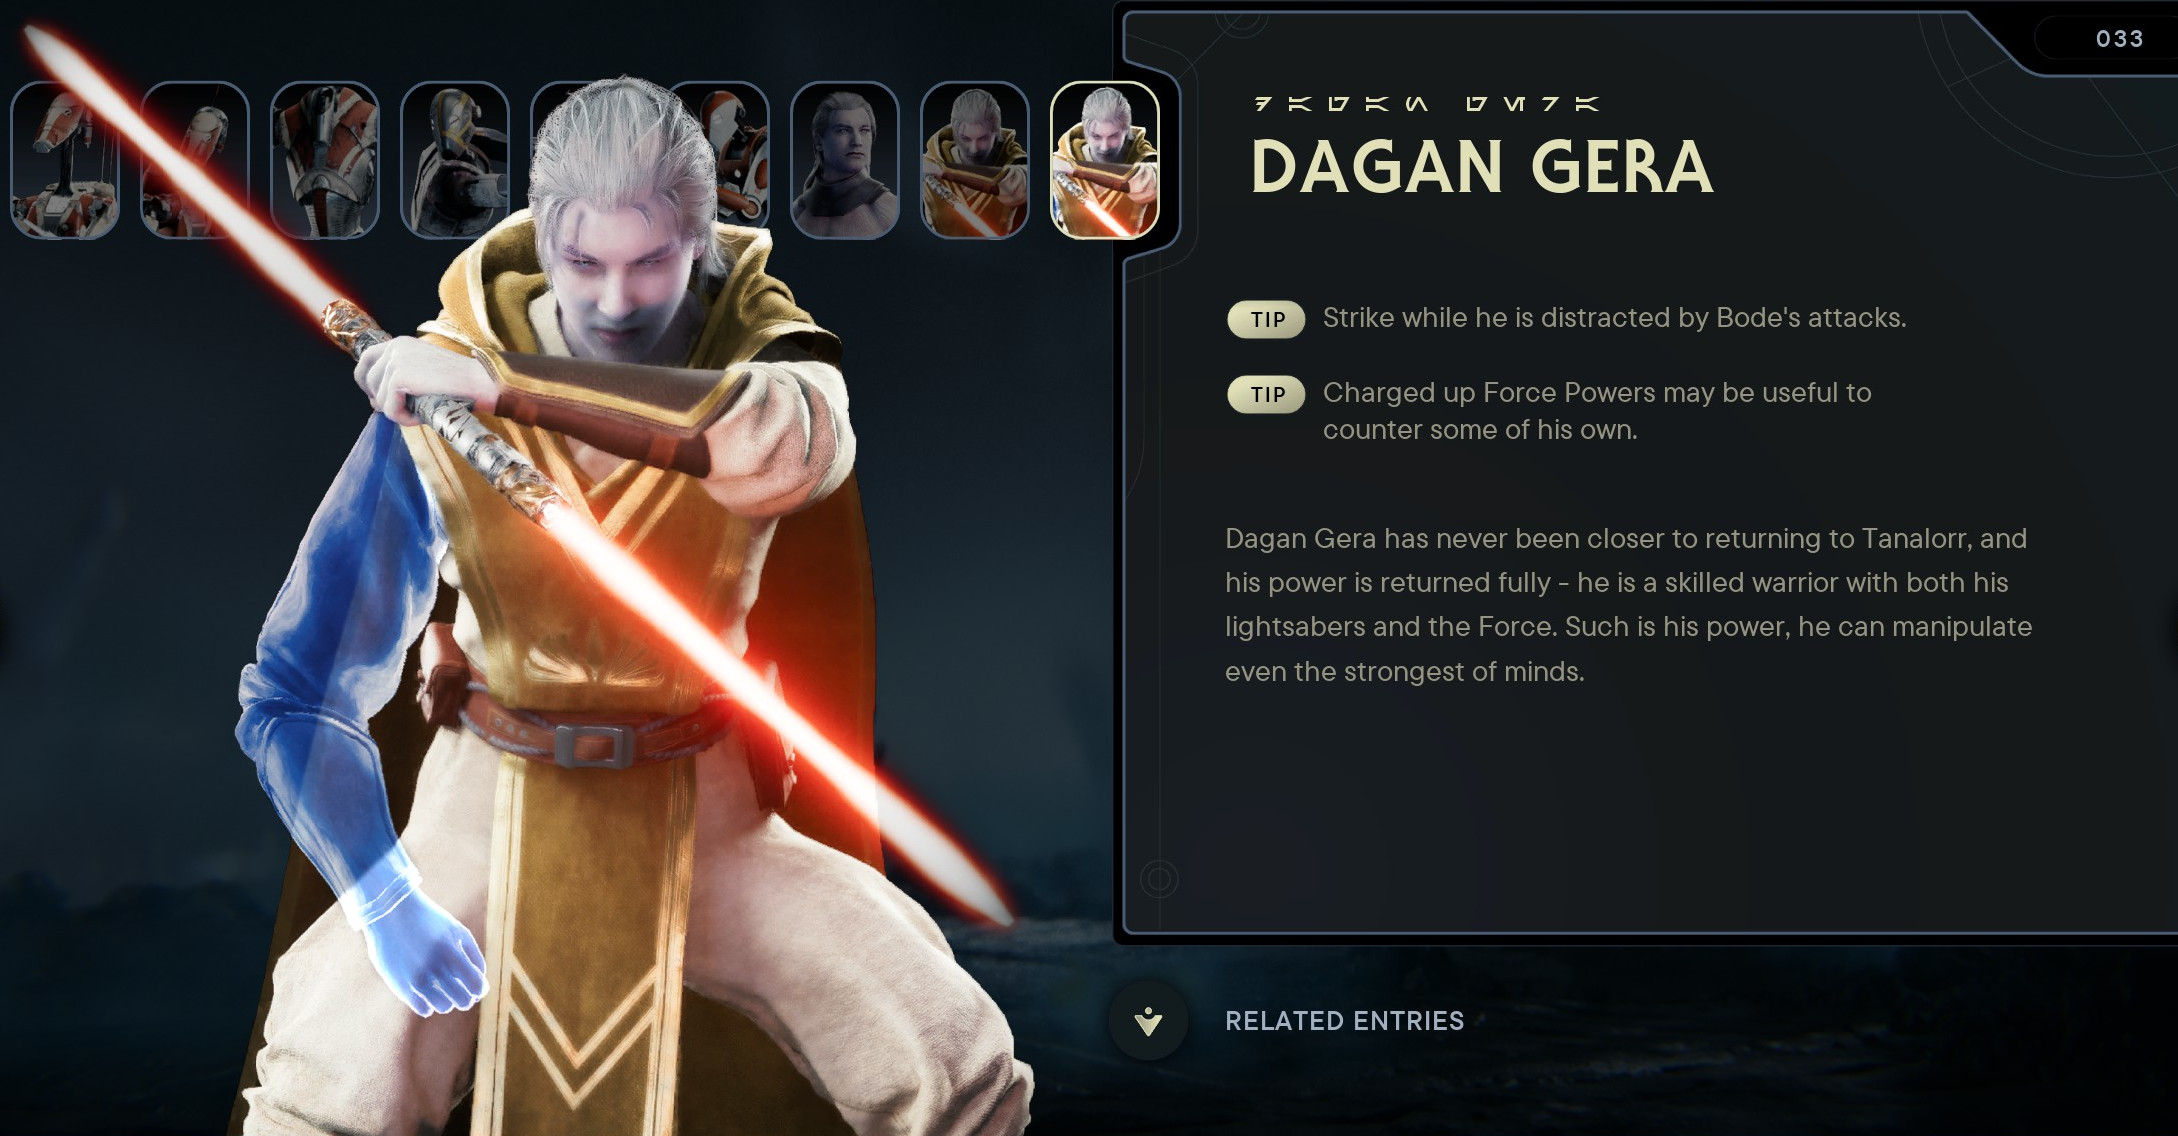 033
DAGAN GERA
TIP Strike while he is distracted by Bode's attacks.
TIP Charged up Force Powers may be useful to
counter some of his own.
Dagan Gera has never been closer to returning to Tanalorr, and
his power is returned fully - he is a skilled warrior with both his
lightsabers and the Force. Such is his power, he can manipulate
even the strongest of minds.
RELATED ENTRIES